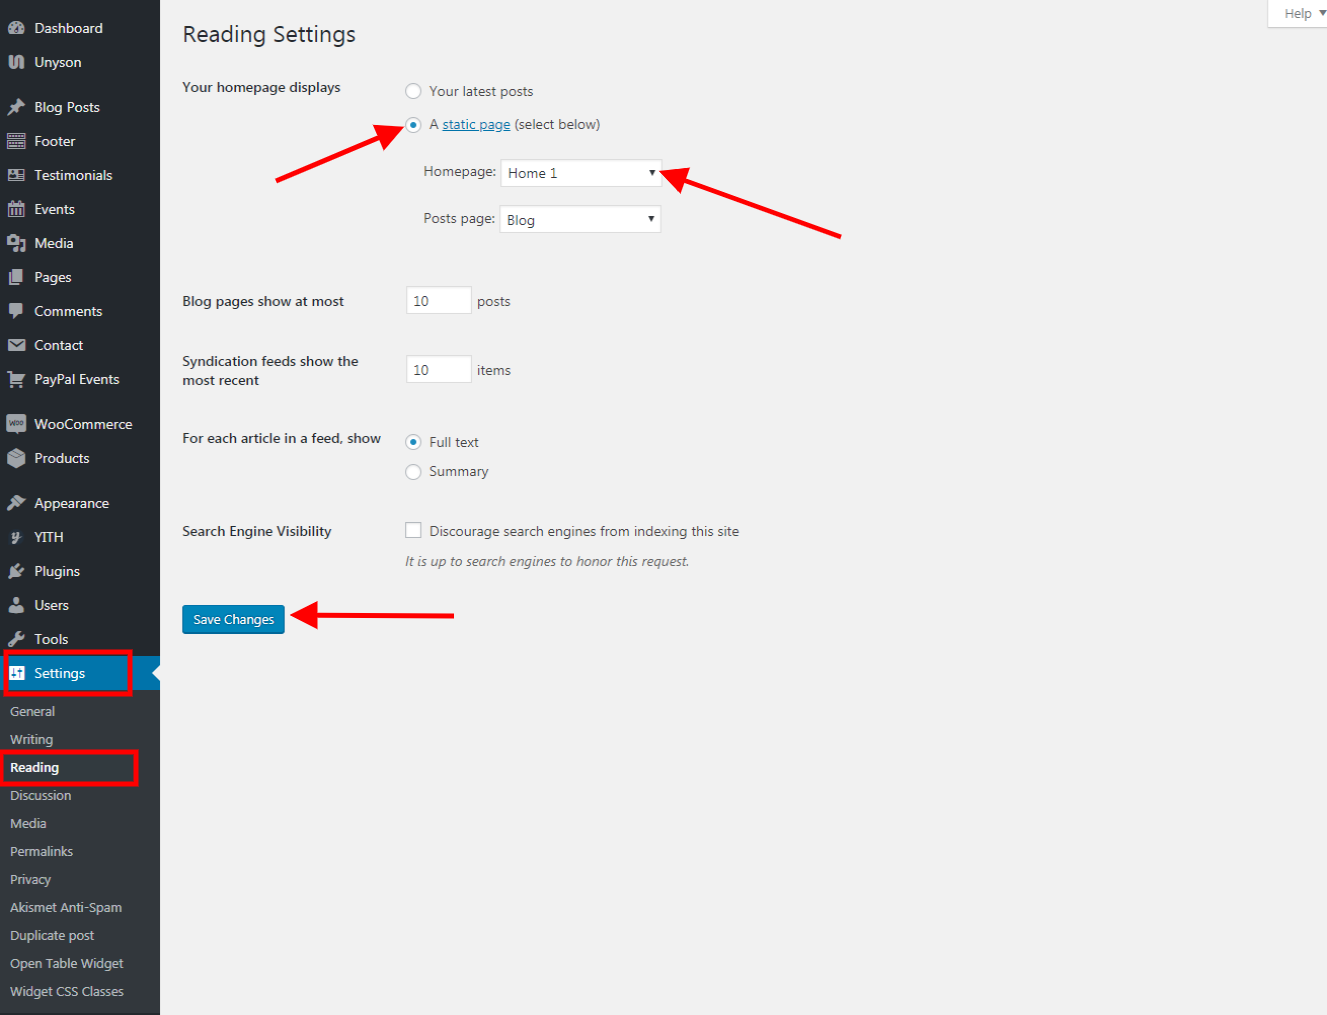 Dashboard
Unyson
Blog Posts
Footer
Testimonials
Events
Media
Pages
Comments
Contact
PayPal Events
WOO WooCommerce
Products
Appearance
YITH
Plugins
Users
Tools
Settings
General
Writing
Reading
Discussion
Media
Permalinks
Privacy
Akismet Anti-Spam
Duplicate post
Open Table Widget
Widget CSS Classes
Help
Reading Settings
Your homepage displays
Your latest posts
A static page (select below)
Homepage: Home 1
Posts page: Blog
Blog pages show at most 10 posts
Syndication feeds show the
most recent
10 items
For each article in a feed, show
Full text
Summary
Search Engine Visibility
Discourage search engines from indexing this site
It is up to search engines to honor this request.
Save Changes